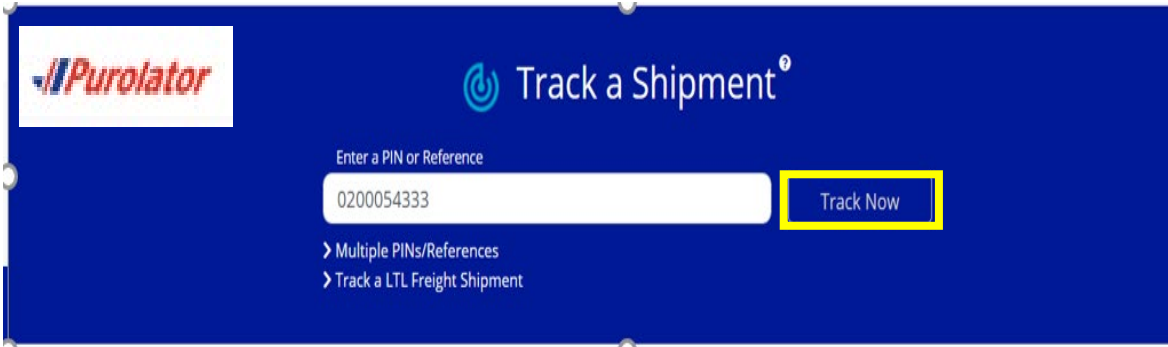 Purolator
Track a Shipment ?
Enter a PIN or Reference
0200054333
Track Now
Multiple PINs/References
Track a LTL Freight Shipment